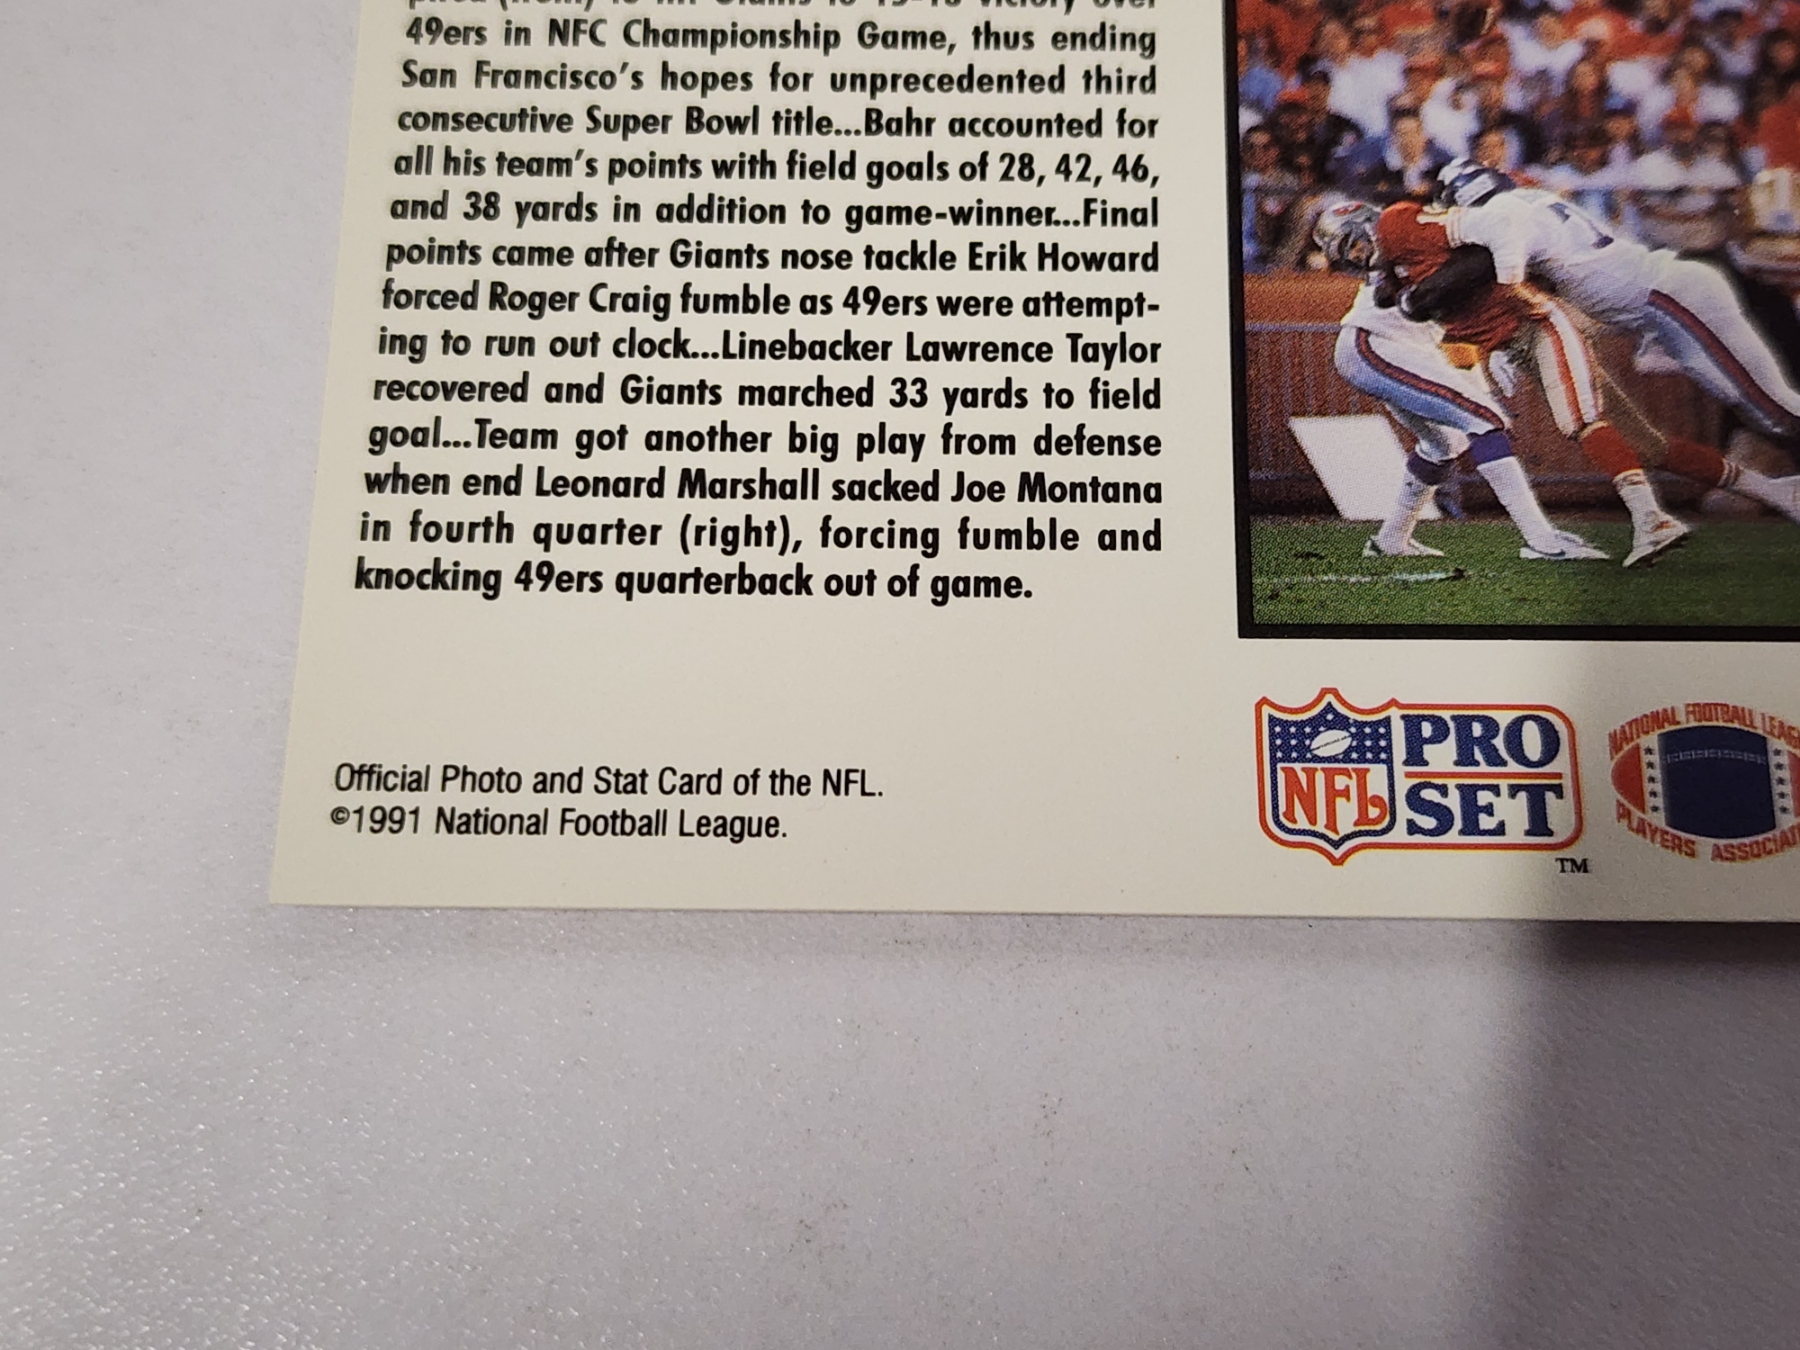 49ers in NFC Championship Game, thus ending
San Francisco's hopes for unprecedented third
consecutive Super Bowl title...Bahr accounted for
all his team's points with field goals of 28, 42, 46,
and 38 yards in addition to game-winner...Final
points came after Giants nose tackle Erik Howard
forced Roger Craig fumble as 49ers were attempt-
ing to run out clock...Linebacker Lawrence Taylor
recovered and Giants marched 33 yards to field
goal...Team got another big play from defense
when end Leonard Marshall sacked Joe Montana
in fourth quarter (right), forcing fumble and
knocking 49ers quarterback out of game.
Official Photo and Stat Card of the NFL.
©1991 National Football League.
NFL
PRO
SET
TM
NATIONAL FOOTBALL
PLAYERS